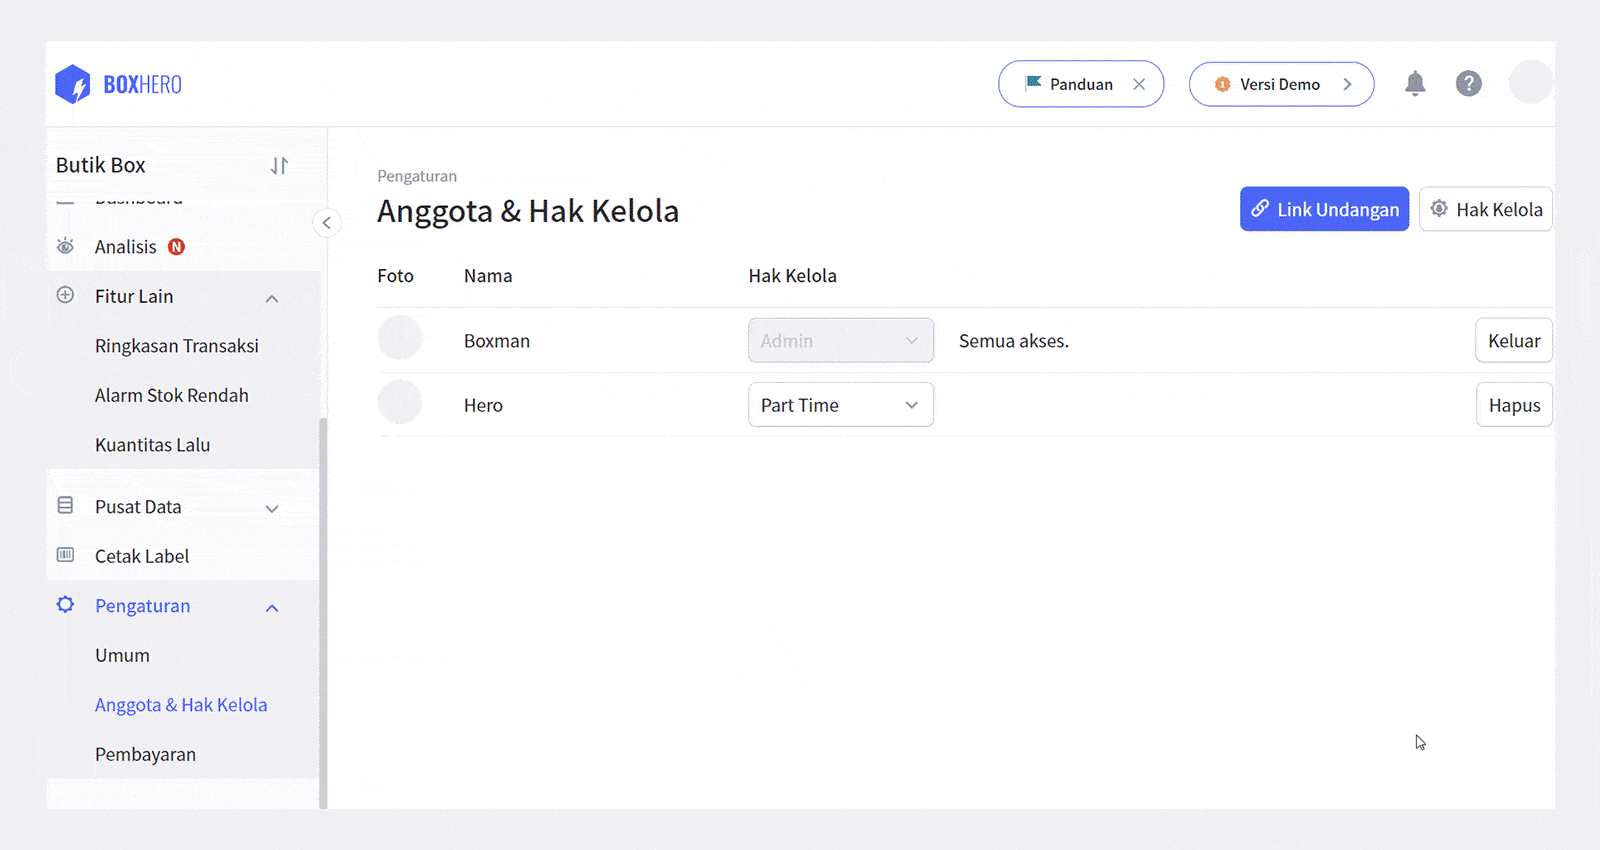 BOXHERO
Panduan
Versi Demo
Butik Box
Dashboard
Analisis N
Fitur Lain
Ringkasan Transaksi
Alarm Stok Rendah
Kuantitas Lalu
Pusat Data
Cetak Label
Pengaturan
Umum
Anggota & Hak Kelola
Pembayaran
Pengaturan
Anggota & Hak Kelola
Link Undangan
Hak Kelola
Foto Nama Hak Kelola
Boxman Admin Semua akses. Keluar
Hero Part Time Hapus